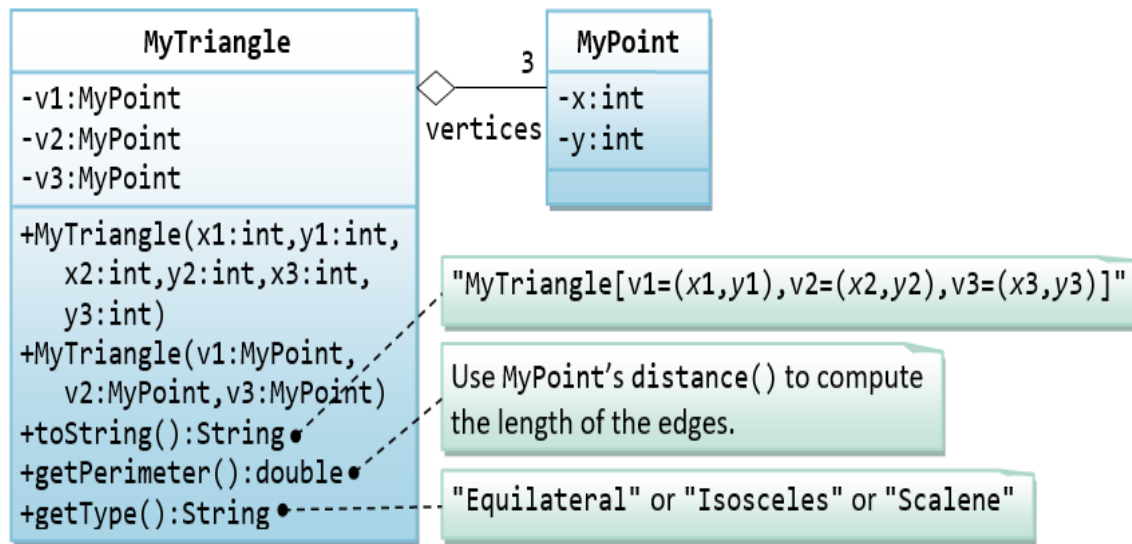 MyTriangle
-v1:MyPoint
-v2:MyPoint
-v3:MyPoint
+MyTriangle(x1:int,y1:int,
x2:int,y2:int,x3:int,
y3:int)
+MyTriangle(v1:MyPoint,
v2:MyPoint,v3:MyPoint)
+toString():String
+getPerimeter():double
+getType():String
3
vertices
MyPoint
-x:int
-y:int
"MyTriangle[v1=(x1,y1),v2=(x2,y2),v3=(x3,y3)]"
Use MyPoint’s distance() to compute
the length of the edges.
"Equilateral" or "Isosceles" or "Scalene"